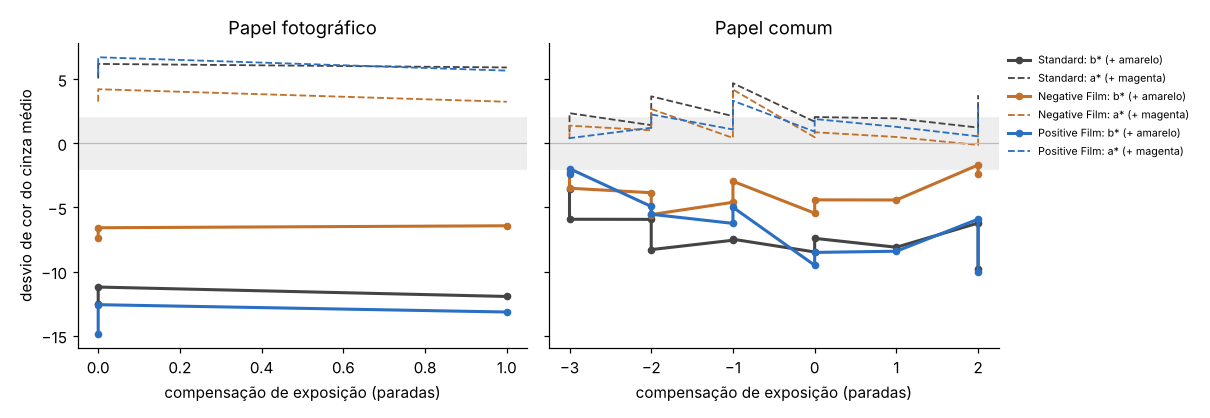 Papel fotográfico
Papel comum
desvio de cor do cinza médio
5
0
−5
−10
−15
0.0 0.2 0.4 0.6 0.8 1.0
−3 −2 −1 0 1 2
compensação de exposição (paradas)
compensação de exposição (paradas)
Standard: b* (+ amarelo)
Standard: a* (+ magenta)
Negative Film: b* (+ amarelo)
Negative Film: a* (+ magenta)
Positive Film: b* (+ amarelo)
Positive Film: a* (+ magenta)